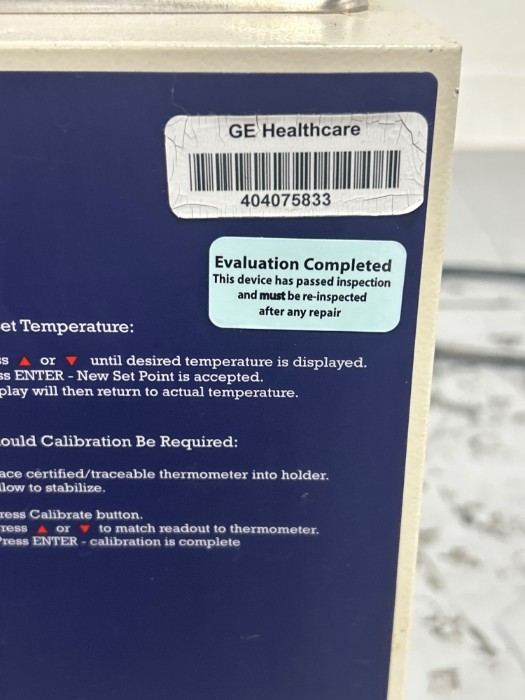 GE Healthcare
404075833
Evaluation Completed
This device has passed inspection
and must be re-inspected
after any repair
et Temperature:
s ▲ or ▼ until desired temperature is displayed.
ss ENTER - New Set Point is accepted.
play will then return to actual temperature.
ould Calibration Be Required:
ace certified/traceable thermometer into holder.
llow to stabilize.
ress Calibrate button.
ress ▲ or ▼ to match readout to thermometer.
Press ENTER - calibration is complete